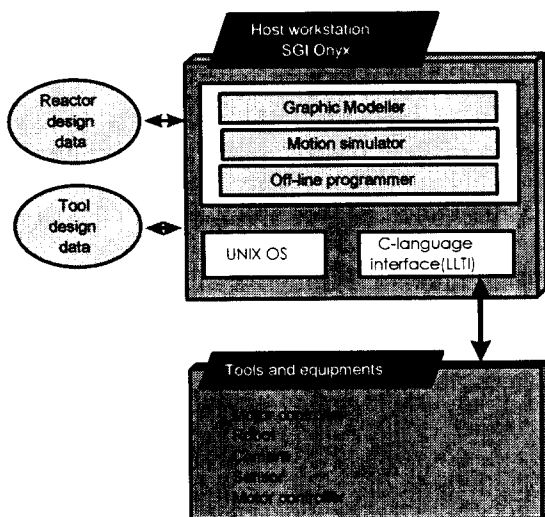 Host workstation
SGI Onyx
Reactor
design
data
Graphic Modeller
Motion simulator
Off-line programmer
Tool
design
data
UNIX OS
C-language
interface(LLTI)
Tools and equipments
Robot
Camera
Sensor
Motor controller